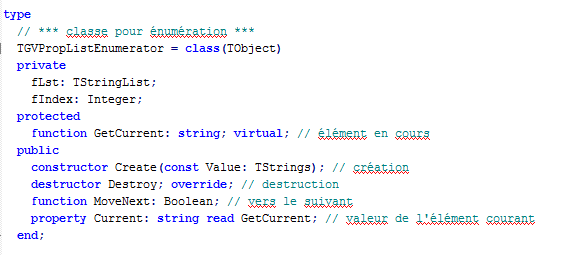 type
// *** classe pour énumération ***
TGVPropListEnumerator = class(TObject)
private
fLst: TStringList;
fIndex: Integer;
protected
function GetCurrent: string; virtual; // élément en cours
public
constructor Create(const Value: TStrings); // création
destructor Destroy; override; // destruction
function MoveNext: Boolean; // vers le suivant
property Current: string read GetCurrent; // valeur de l'élément courant
end;